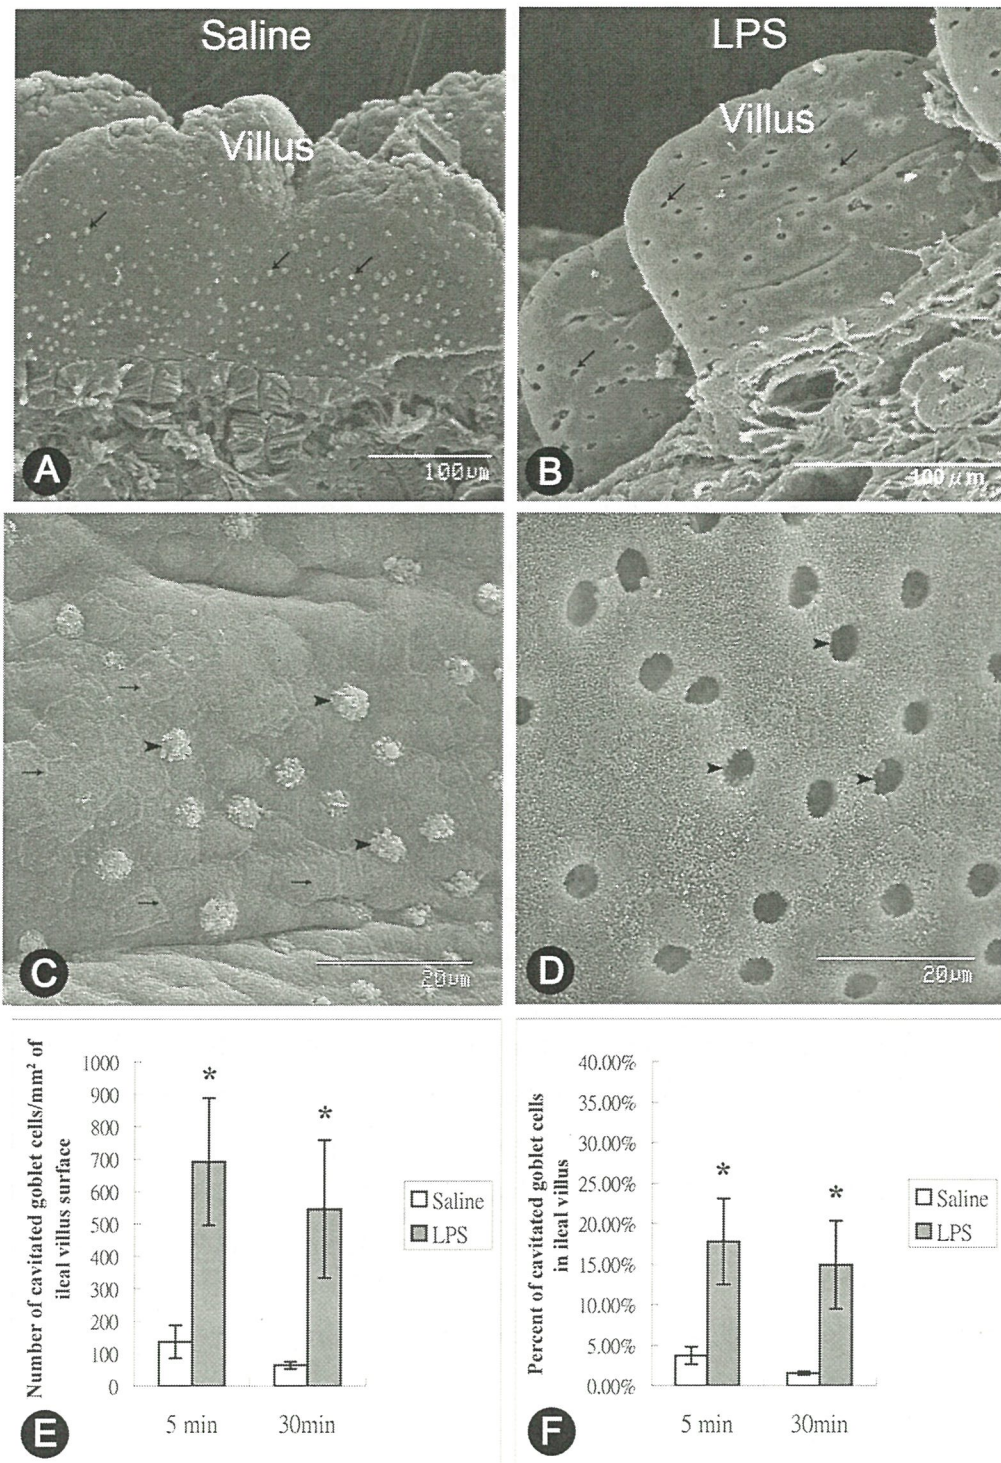 Saline
LPS
Villus
Villus
A
100μm
B
100μm
C
20μm
D
20μm
Number of cavitated goblet cells/mm² of
ileal villus surface
1000
900
800
700
600
500
400
300
200
100
0
*
*
5 min
30min
Saline
LPS
E
Percent of cavitated goblet cells
in ileal villus
40.00%
35.00%
30.00%
25.00%
20.00%
15.00%
10.00%
5.00%
0.00%
*
*
5 min
30min
Saline
LPS
F